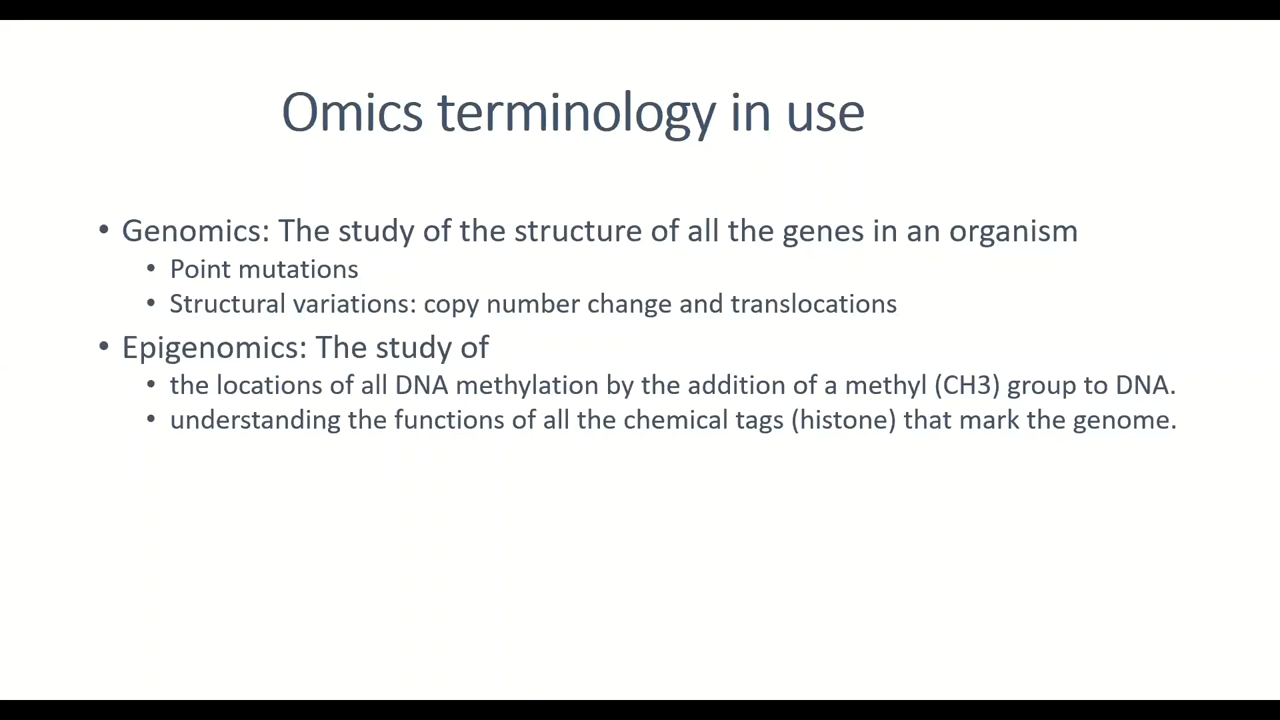 Omics terminology in use
• Genomics: The study of the structure of all the genes in an organism
• Point mutations
• Structural variations: copy number change and translocations
• Epigenomics: The study of
• the locations of all DNA methylation by the addition of a methyl (CH3) group to DNA.
• understanding the functions of all the chemical tags (histone) that mark the genome.